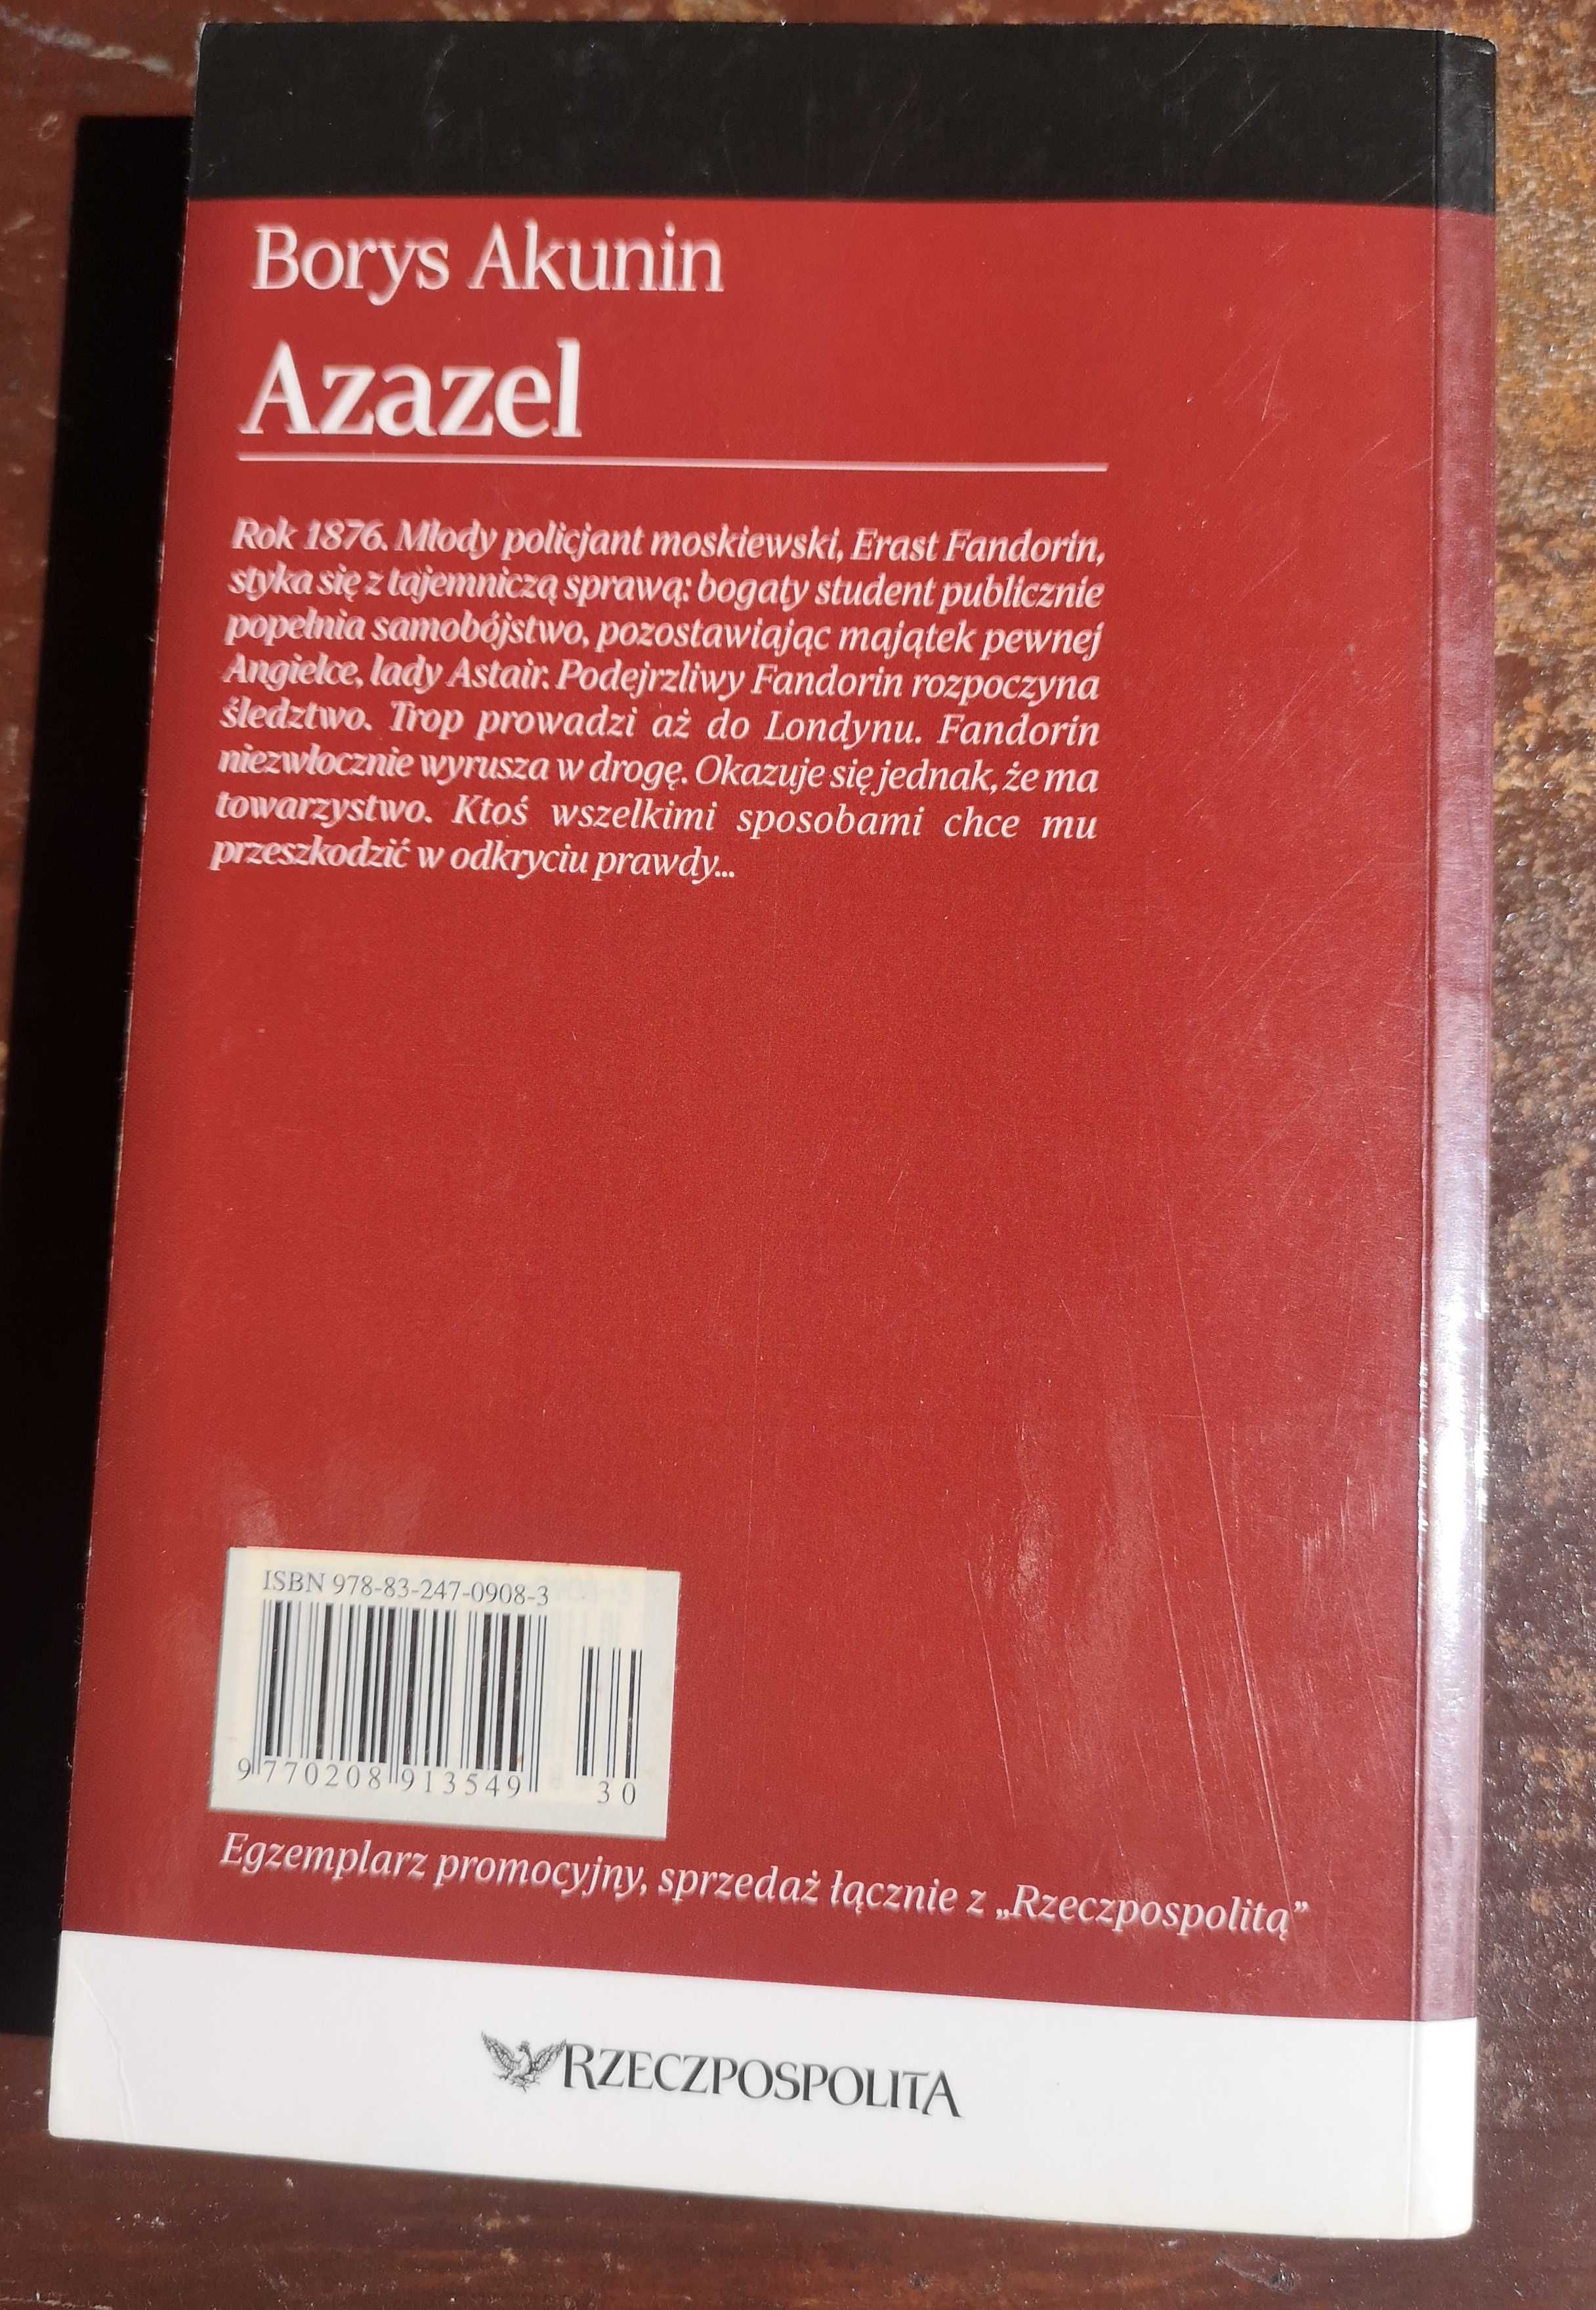 Borys Akunin
Azazel
Rok 1876. Młody policjant moskiewski, Erast Fandorin,
styka się z tajemniczą sprawą: bogaty student publicznie
popełnia samobójstwo, pozostawiając majątek pewnej
Angielce, lady Astair. Podejrzliwy Fandorin rozpoczyna
śledztwo. Trop prowadzi aż do Londynu. Fandorin
niezwłocznie wyrusza w drogę. Okazuje się jednak, że ma
towarzystwo. Ktoś wszelkimi sposobami chce mu
przeszkodzić w odkryciu prawdy...
ISBN 978-83-247-0908-3
9 770208 913549 30
Egzemplarz promocyjny, sprzedaż łącznie z „Rzeczpospolitą”
RZECZPOSPOLITA